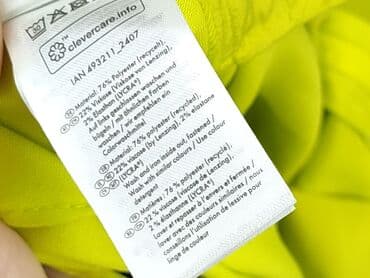 clevercare.info
IAN 493211_2407
Material: 76% Polyester (recycelt),
22% Viskose (Viskose von Lenzing),
2% Elasthan (LYCRA®)
Auf links geschlossen waschen und
bügeln / mit ähnlichen Farben
waschen / wir empfehlen ein
Colorwaschmittel
Material: 76% polyester (recycled),
22% viscose (by Lenzing), 2% elastane
(LYCRA®)
Wash and iron inside out, fastened /
Wash with similar colours / Use colour
detergent
Matières: 76 % polyester (recyclé),
22 % viscose (viscose de Lenzing),
2 % élasthanne (LYCRA®)
Laver et repasser à l'envers et fermée /
laver avec des couleurs similaires / nous
conseillons l'utilisation de lessive pour
linge de couleur